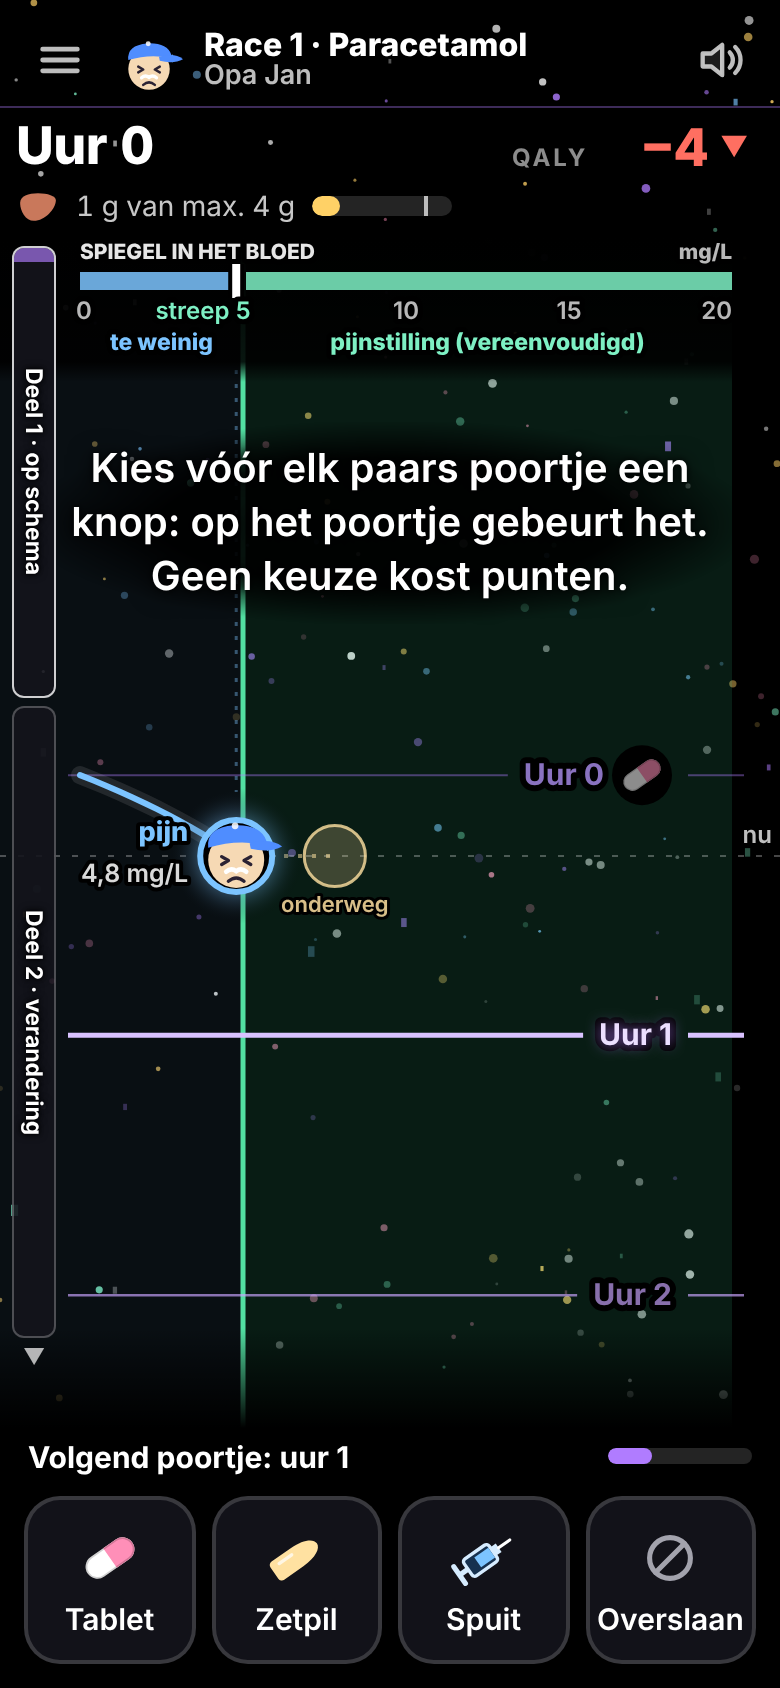 Race 1 · Paracetamol
Opa Jan
Uur 0
QALY
−4 ▼
1 g van max. 4 g
SPIEGEL IN HET BLOED
mg/L
0
streep 5
10
15
20
te weinig
pijnstilling (vereenvoudigd)
Deel 1 · op schema
Kies vóór elk paars poortje een
knop: op het poortje gebeurt het.
Geen keuze kost punten.
Uur 0
pijn
nu
4,8 mg/L
onderweg
Deel 2 · verandering
Uur 1
Uur 2
Volgend poortje: uur 1
Tablet
Zetpil
Spuit
Overslaan